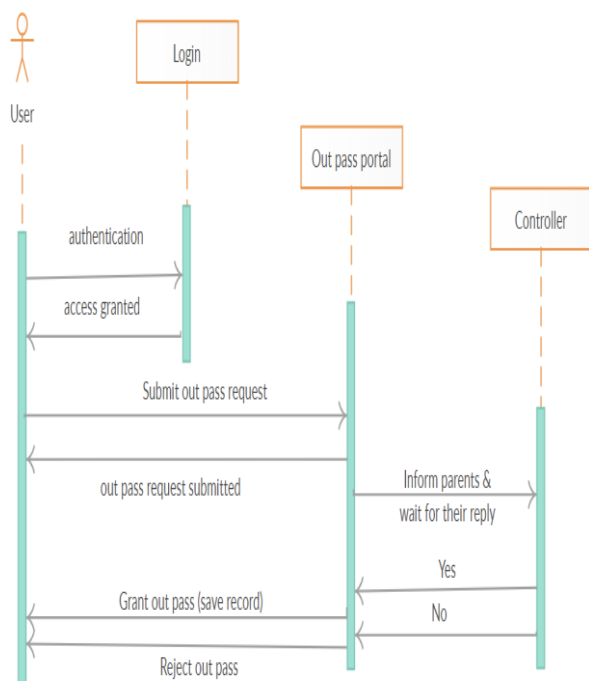 Login
User
Out pass portal
Controller
authentication
access granted
Submit out pass request
out pass request submitted
Inform parents &
wait for their reply
Yes
Grant out pass (save record)
No
Reject out pass